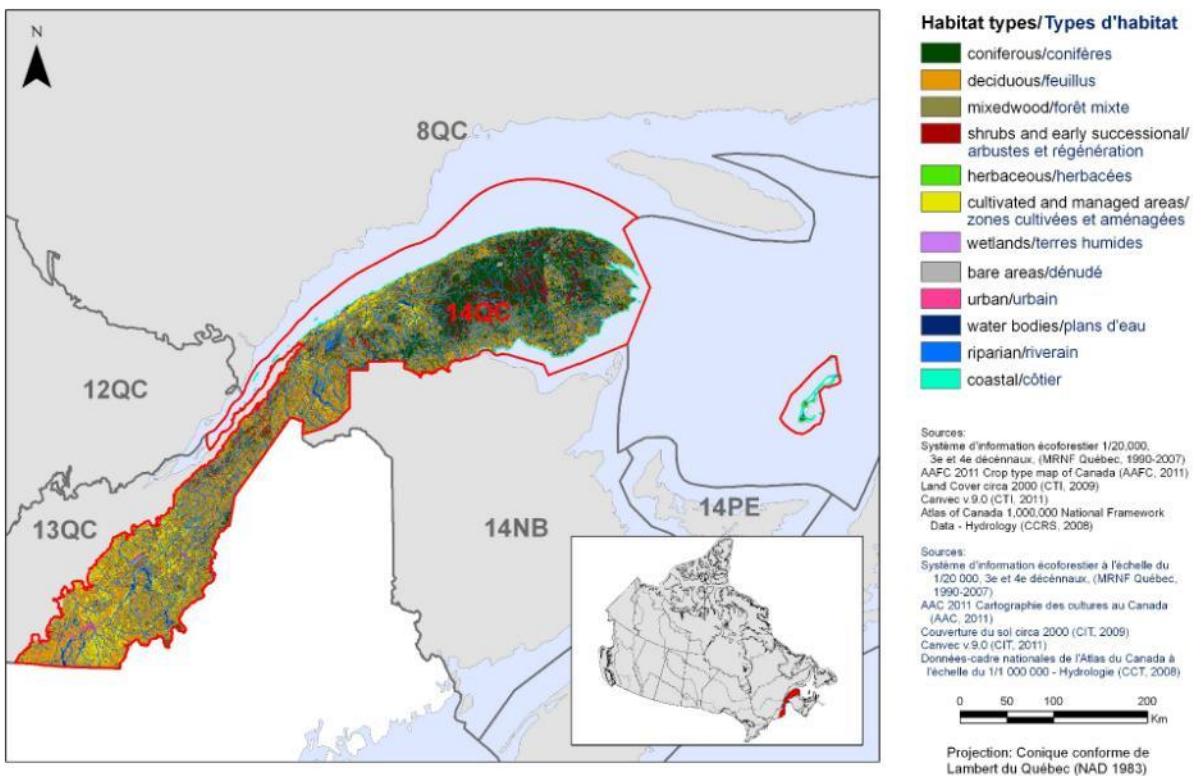 N
8QC
14QC
12QC
13QC
14NB
14PE
Habitat types/Types d'habitat
coniferous/conifères
deciduous/feuillus
mixedwood/forêt mixte
shrubs and early successional/
arbustes et régénération
herbaceous/herbacées
cultivated and managed areas/
zones cultivées et aménagées
wetlands/terres humides
bare areas/dénudé
urban/urbain
water bodies/plans d'eau
riparian/riverain
coastal/côtier
Sources:
Système d'information écoforestier 1/20,000,
3e et 4e décénnaux, (MRNF Québec, 1990-2007)
AAFC 2011 Crop type map of Canada (AAFC, 2011)
Land Cover circa 2000 (CTI, 2009)
Canvec v.9.0 (CTI, 2011)
Atlas of Canada 1,000,000 National Framework
Data - Hydrology (CCRS, 2008)
Sources:
Système d'information écoforestier à l'échelle du
1/20 000, 3e et 4e décénnaux, (MRNF Québec,
1990-2007)
AAC 2011 Cartographie des cultures au Canada
(AAC, 2011)
Couverture du sol circa 2000 (CIT, 2009)
Canvec v.9.0 (CIT, 2011)
Données-cadre nationales de l'Atlas du Canada à
l'échelle du 1/1 000 000 - Hydrologie (CCT, 2008)
0 50 100 200
Km
Projection: Conique conforme de
Lambert du Québec (NAD 1983)